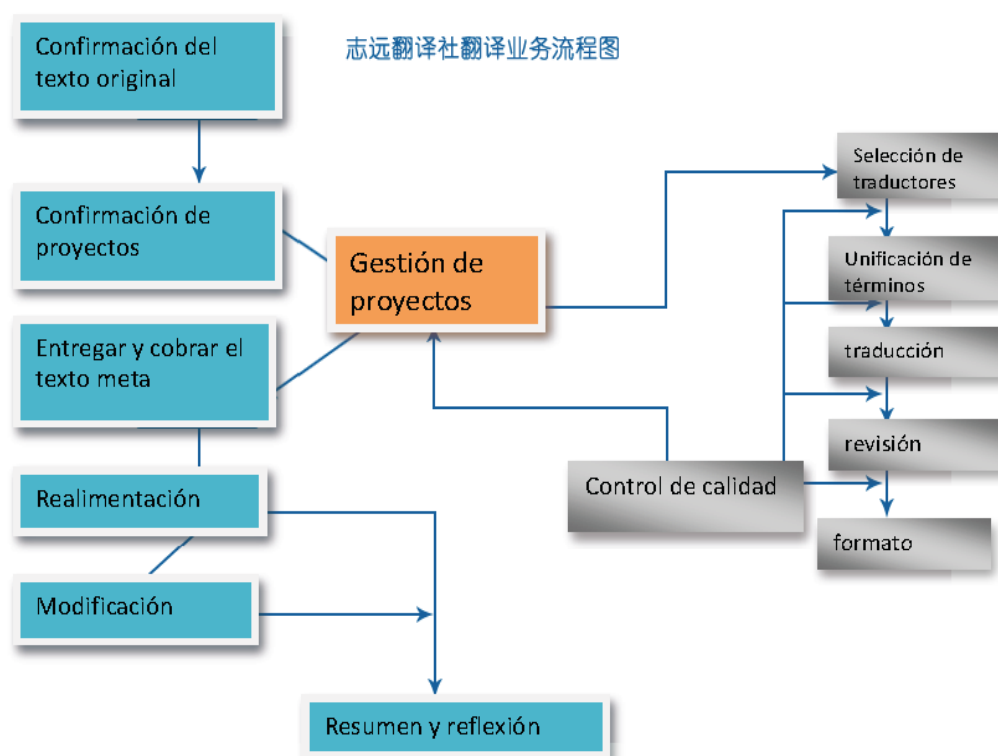 Confirmación del
texto original
志远翻译社翻译业务流程图
Confirmación de
proyectos
Gestión de
proyectos
Entregar y cobrar el
texto meta
Realimentación
Modificación
Resumen y reflexión
Selección de
traductores
Unificación de
términos
traducción
revisión
formato
Control de calidad